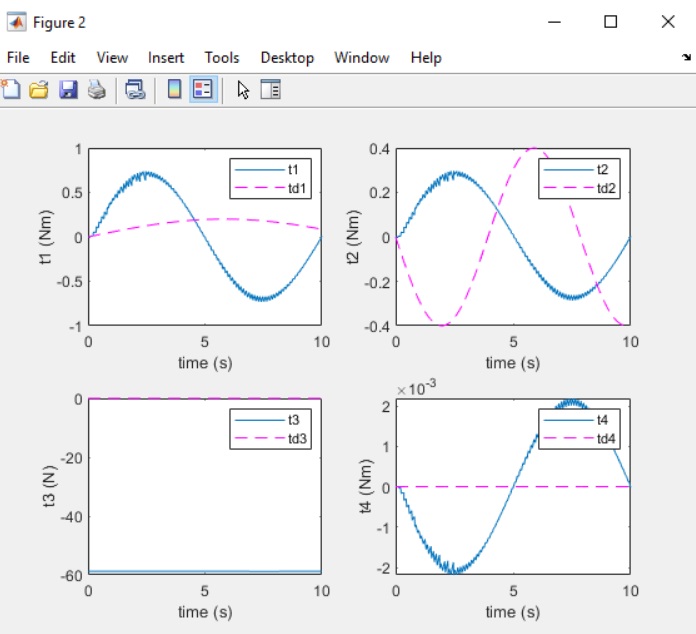 Figure 2
File Edit View Insert Tools Desktop Window Help
1
0.5
0
-0.5
-1
t1 (Nm)
0 5 10
time (s)
t1
td1
0.4
0.2
0
-0.2
-0.4
t2 (Nm)
0 5 10
time (s)
t2
td2
0
-20
-40
-60
t3 (N)
0 5 10
time (s)
t3
td3
×10-3
2
1
0
-1
-2
t4 (Nm)
0 5 10
time (s)
t4
td4